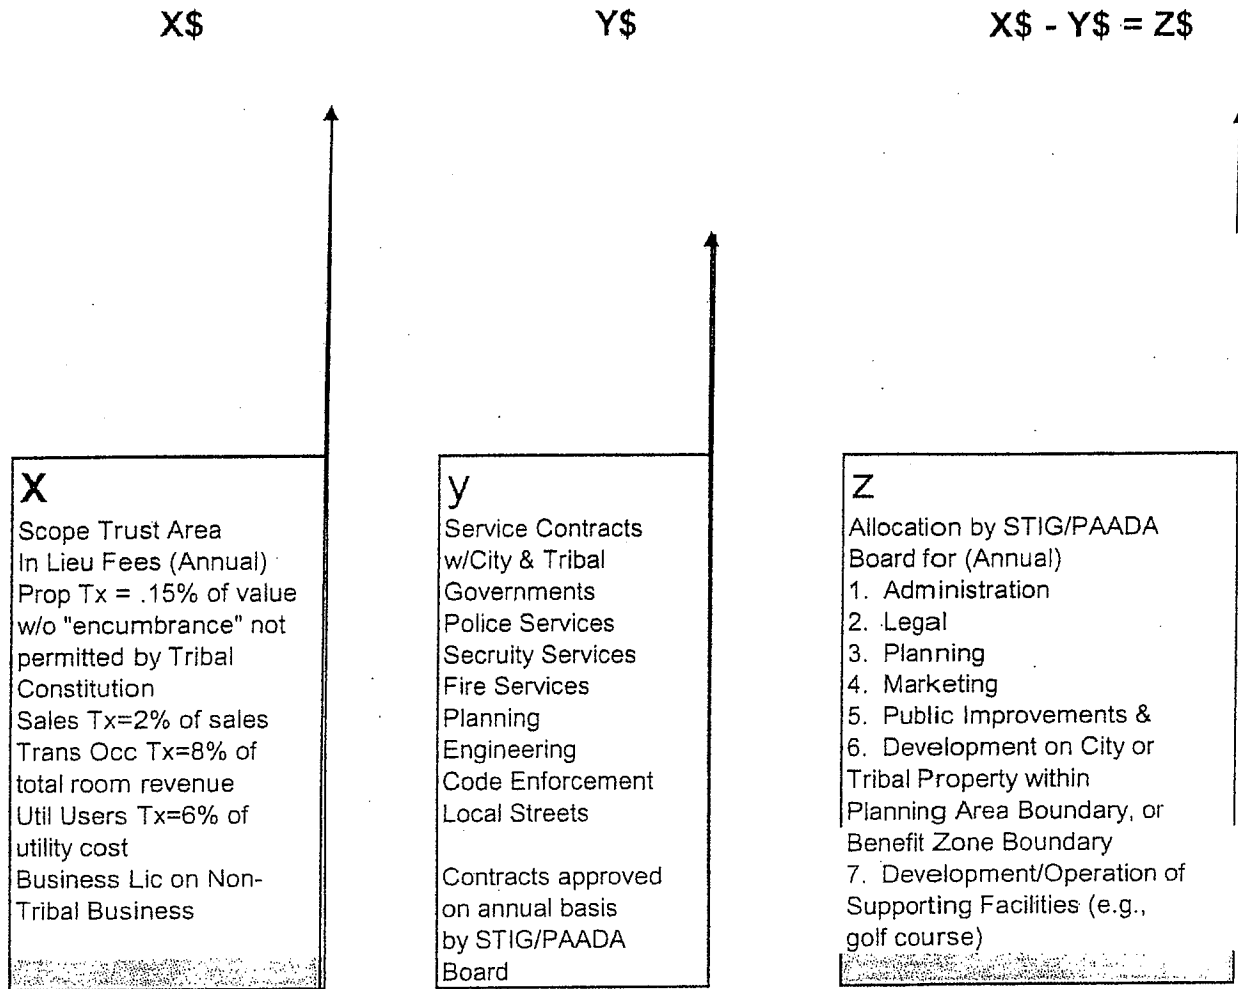 X$
Y$
X$ - Y$ = Z$
X
Scope Trust Area
In Lieu Fees (Annual)
Prop Tx = .15% of value
w/o "encumbrance" not
permitted by Tribal
Constitution
Sales Tx=2% of sales
Trans Occ Tx=8% of
total room revenue
Util Users Tx=6% of
utility cost
Business Lic on Non-
Tribal Business
y
Service Contracts
w/City & Tribal
Governments
Police Services
Secruity Services
Fire Services
Planning
Engineering
Code Enforcement
Local Streets
Contracts approved
on annual basis
by STIG/PAADA
Board
Z
Allocation by STIG/PAADA
Board for (Annual)
1. Administration
2. Legal
3. Planning
4. Marketing
5. Public Improvements &
6. Development on City or
Tribal Property within
Planning Area Boundary, or
Benefit Zone Boundary
7. Development/Operation of
Supporting Facilities (e.g.,
golf course)